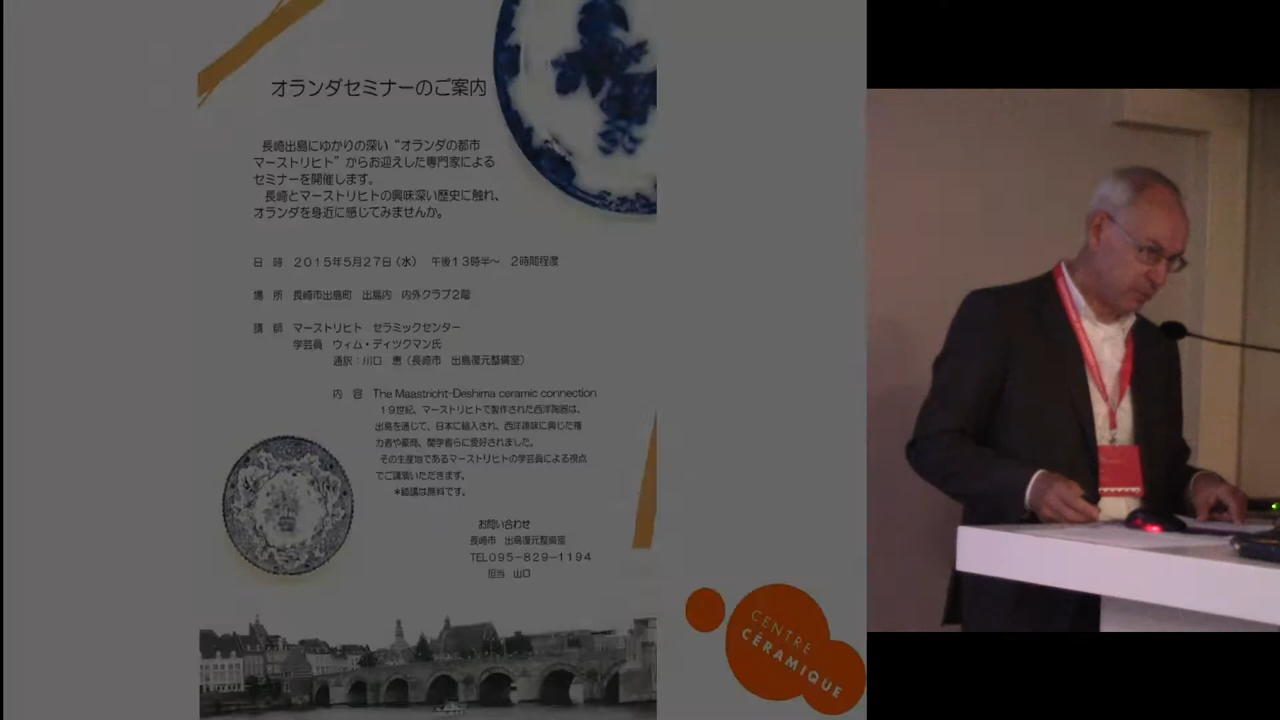 オランダセミナーのご案内
長崎出島にゆかりの深い“オランダの都市
マーストリヒト”からお迎えした専門家による
セミナーを開催します。
長崎とマーストリヒトの興味深い歴史に触れ、
オランダを身近に感じてみませんか。
日　時　２０１５年５月２７日（水）　午後１３時半～　２時間程度
場　所　長崎市出島町　出島内　内外クラブ２階
講　師　マーストリヒト　セラミックセンター
学芸員　ウィム・ディツクマン氏
通訳：川口　恵（長崎市　出島復元整備室）
内　容　The Maastricht-Deshima ceramic connection
１９世紀、マーストリヒトで製作された西洋陶器は、
出島を通じて、日本に輸入され、西洋趣味に興じた権
力者や豪商、蘭学者らに愛好されました。
その生産地であるマーストリヒトの学芸員による視点
でご講演いただきます。
＊聴講は無料です。
お問い合わせ
長崎市　出島復元整備室
TEL０９５－８２９－１１９４
担当　山口
CENTRE
CÉRAMIQUE